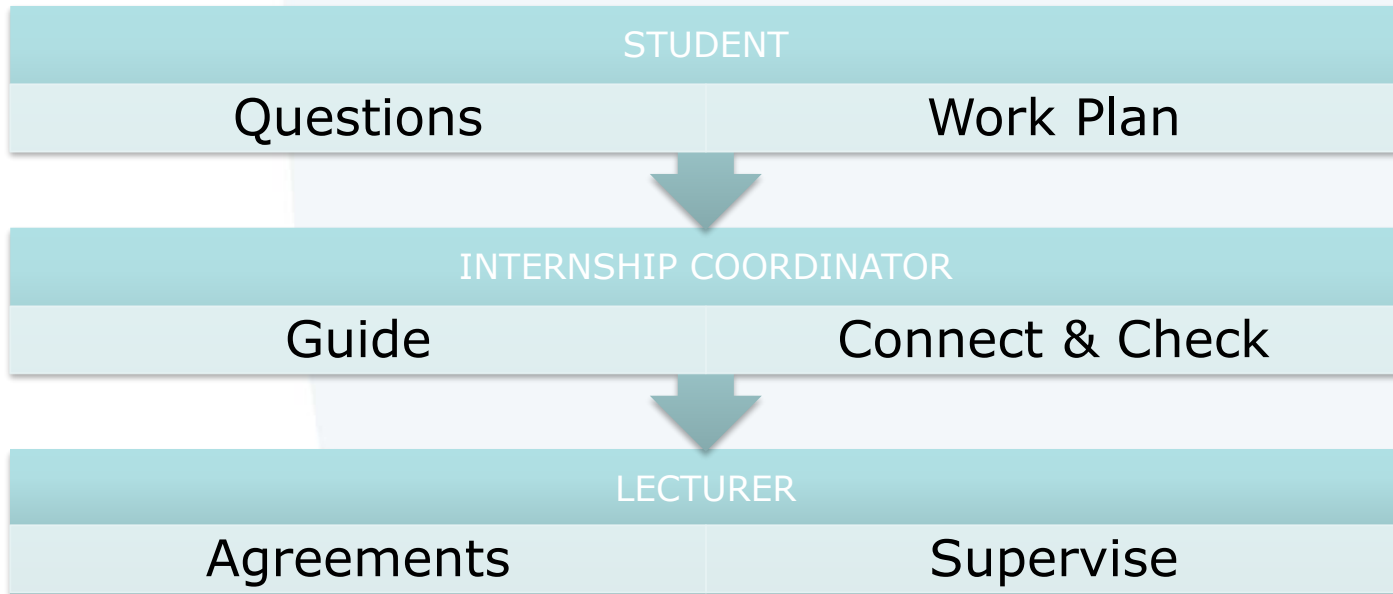 STUDENT
Questions
Work Plan
INTERNSHIP COORDINATOR
Guide
Connect & Check
LECTURER
Agreements
Supervise